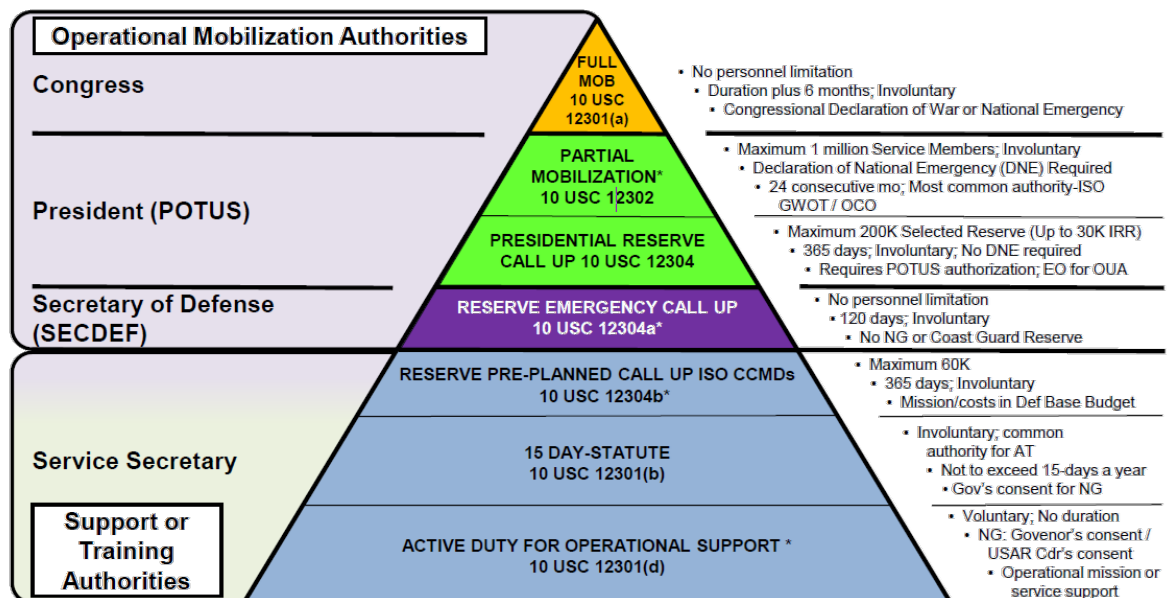 Operational Mobilization Authorities
Congress
President (POTUS)
Secretary of Defense
(SECDEF)
Service Secretary
Support or
Training
Authorities
FULL
MOB
10 USC
12301(a)
PARTIAL
MOBILIZATION*
10 USC 12302
PRESIDENTIAL RESERVE
CALL UP 10 USC 12304
RESERVE EMERGENCY CALL UP
10 USC 12304a*
RESERVE PRE-PLANNED CALL UP ISO CCMDs
10 USC 12304b*
15 DAY-STATUTE
10 USC 12301(b)
ACTIVE DUTY FOR OPERATIONAL SUPPORT *
10 USC 12301(d)
▪ No personnel limitation
▪ Duration plus 6 months; Involuntary
▪ Congressional Declaration of War or National Emergency
▪ Maximum 1 million Service Members; Involuntary
▪ Declaration of National Emergency (DNE) Required
▪ 24 consecutive mo; Most common authority-ISO
GWOT / OCO
▪ Maximum 200K Selected Reserve (Up to 30K IRR)
▪ 365 days; Involuntary; No DNE required
▪ Requires POTUS authorization; EO for OUA
▪ No personnel limitation
▪ 120 days; Involuntary
▪ No NG or Coast Guard Reserve
▪ Maximum 60K
▪ 365 days; Involuntary
▪ Mission/costs in Def Base Budget
▪ Involuntary; common
authority for AT
▪ Not to exceed 15-days a year
▪ Gov's consent for NG
▪ Voluntary; No duration
▪ NG: Govenor's consent /
USAR Cdr's consent
▪ Operational mission or
service support